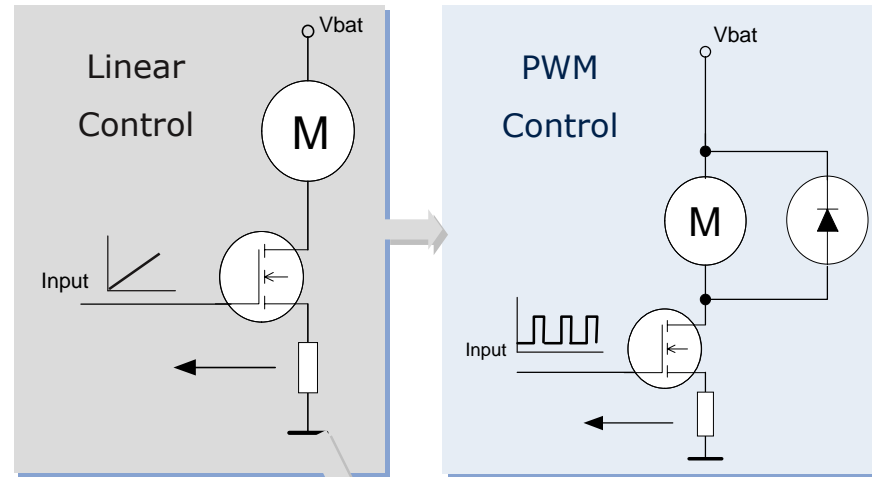 Linear
Control
Vbat
M
Input
PWM
Control
Vbat
M
Input